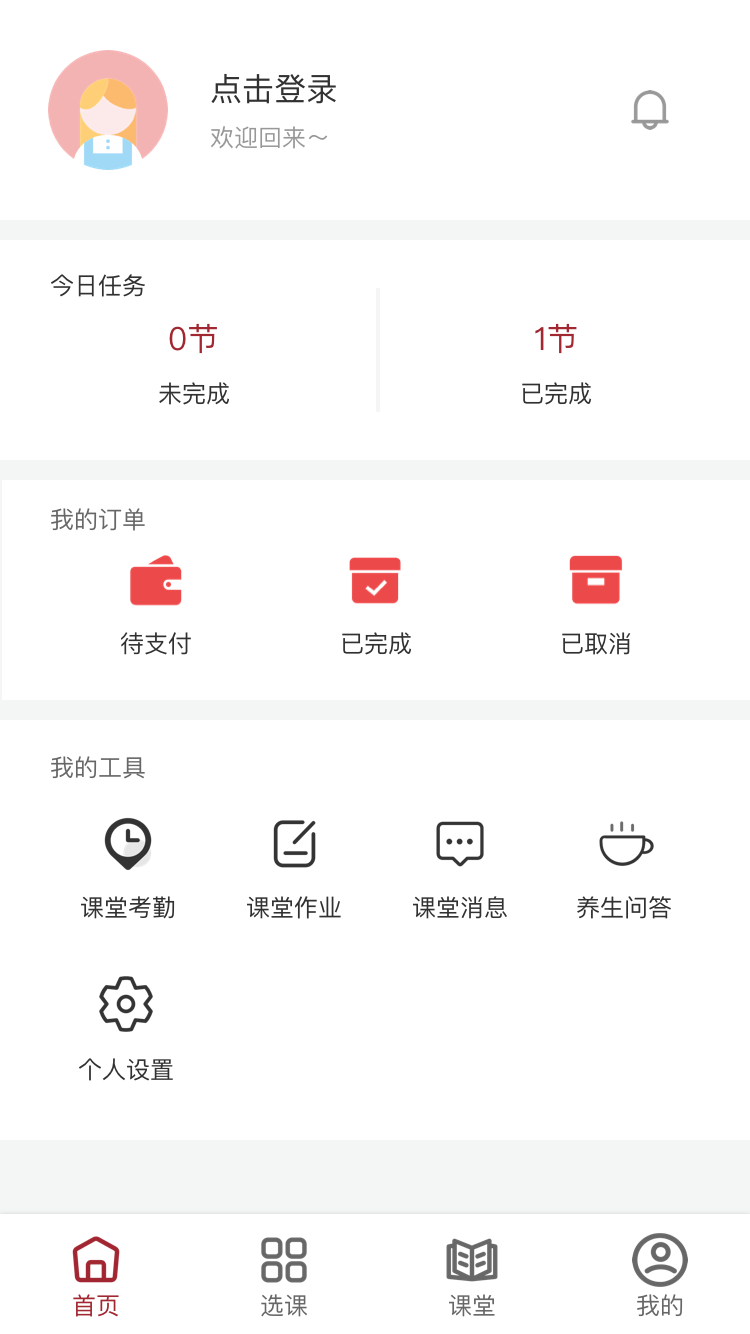 点击登录
欢迎回来～
今日任务
0节 1节
未完成 已完成
我的订单
待支付 已完成 已取消
我的工具
课堂考勤 课堂作业 课堂消息 养生问答
个人设置
首页 选课 课堂 我的